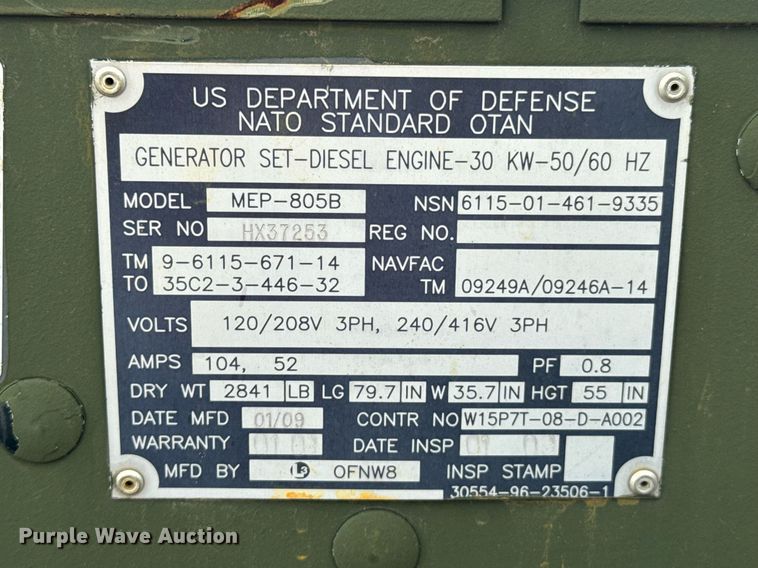 US DEPARTMENT OF DEFENSE
NATO STANDARD OTAN
GENERATOR SET-DIESEL ENGINE-30 KW-50/60 HZ
MODEL MEP-805B NSN 6115-01-461-9335
SER NO HX37253 REG NO.
TM 9-6115-671-14 NAVFAC
TO 35C2-3-446-32 TM 09249A/09246A-14
VOLTS 120/208V 3PH, 240/416V 3PH
AMPS 104, 52 PF 0.8
DRY WT 2841 LB LG 79.7 IN W 35.7 IN HGT 55 IN
DATE MFD 01/09 CONTR NO W15P7T-08-D-A002
WARRANTY DATE INSP
MFD BY L3 OFNW8 INSP STAMP
30554-96-23506-1
Purple Wave Auction